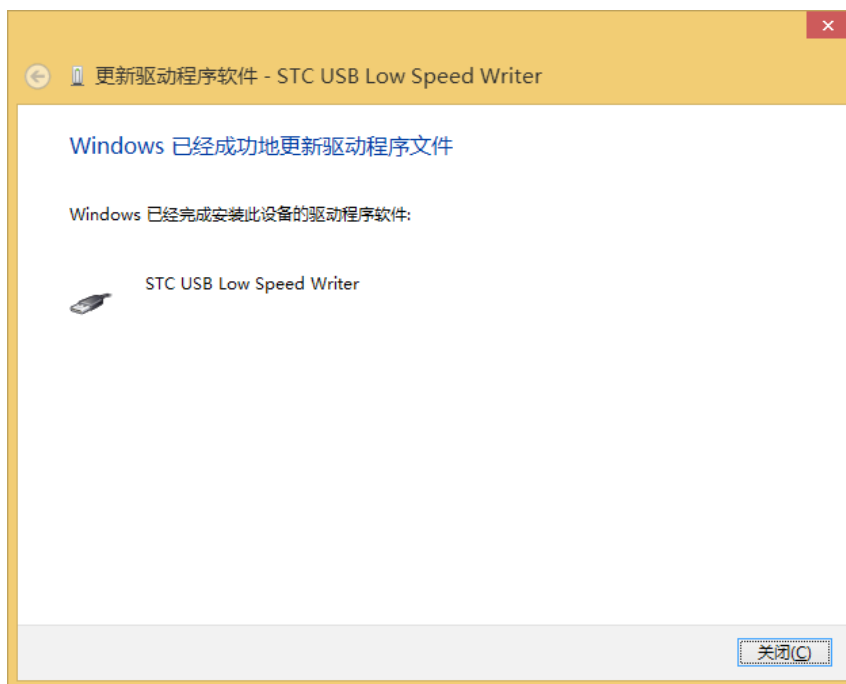 更新驱动程序软件 - STC USB Low Speed Writer
Windows 已经成功地更新驱动程序文件
Windows 已经完成安装此设备的驱动程序软件:
STC USB Low Speed Writer
关闭(C)